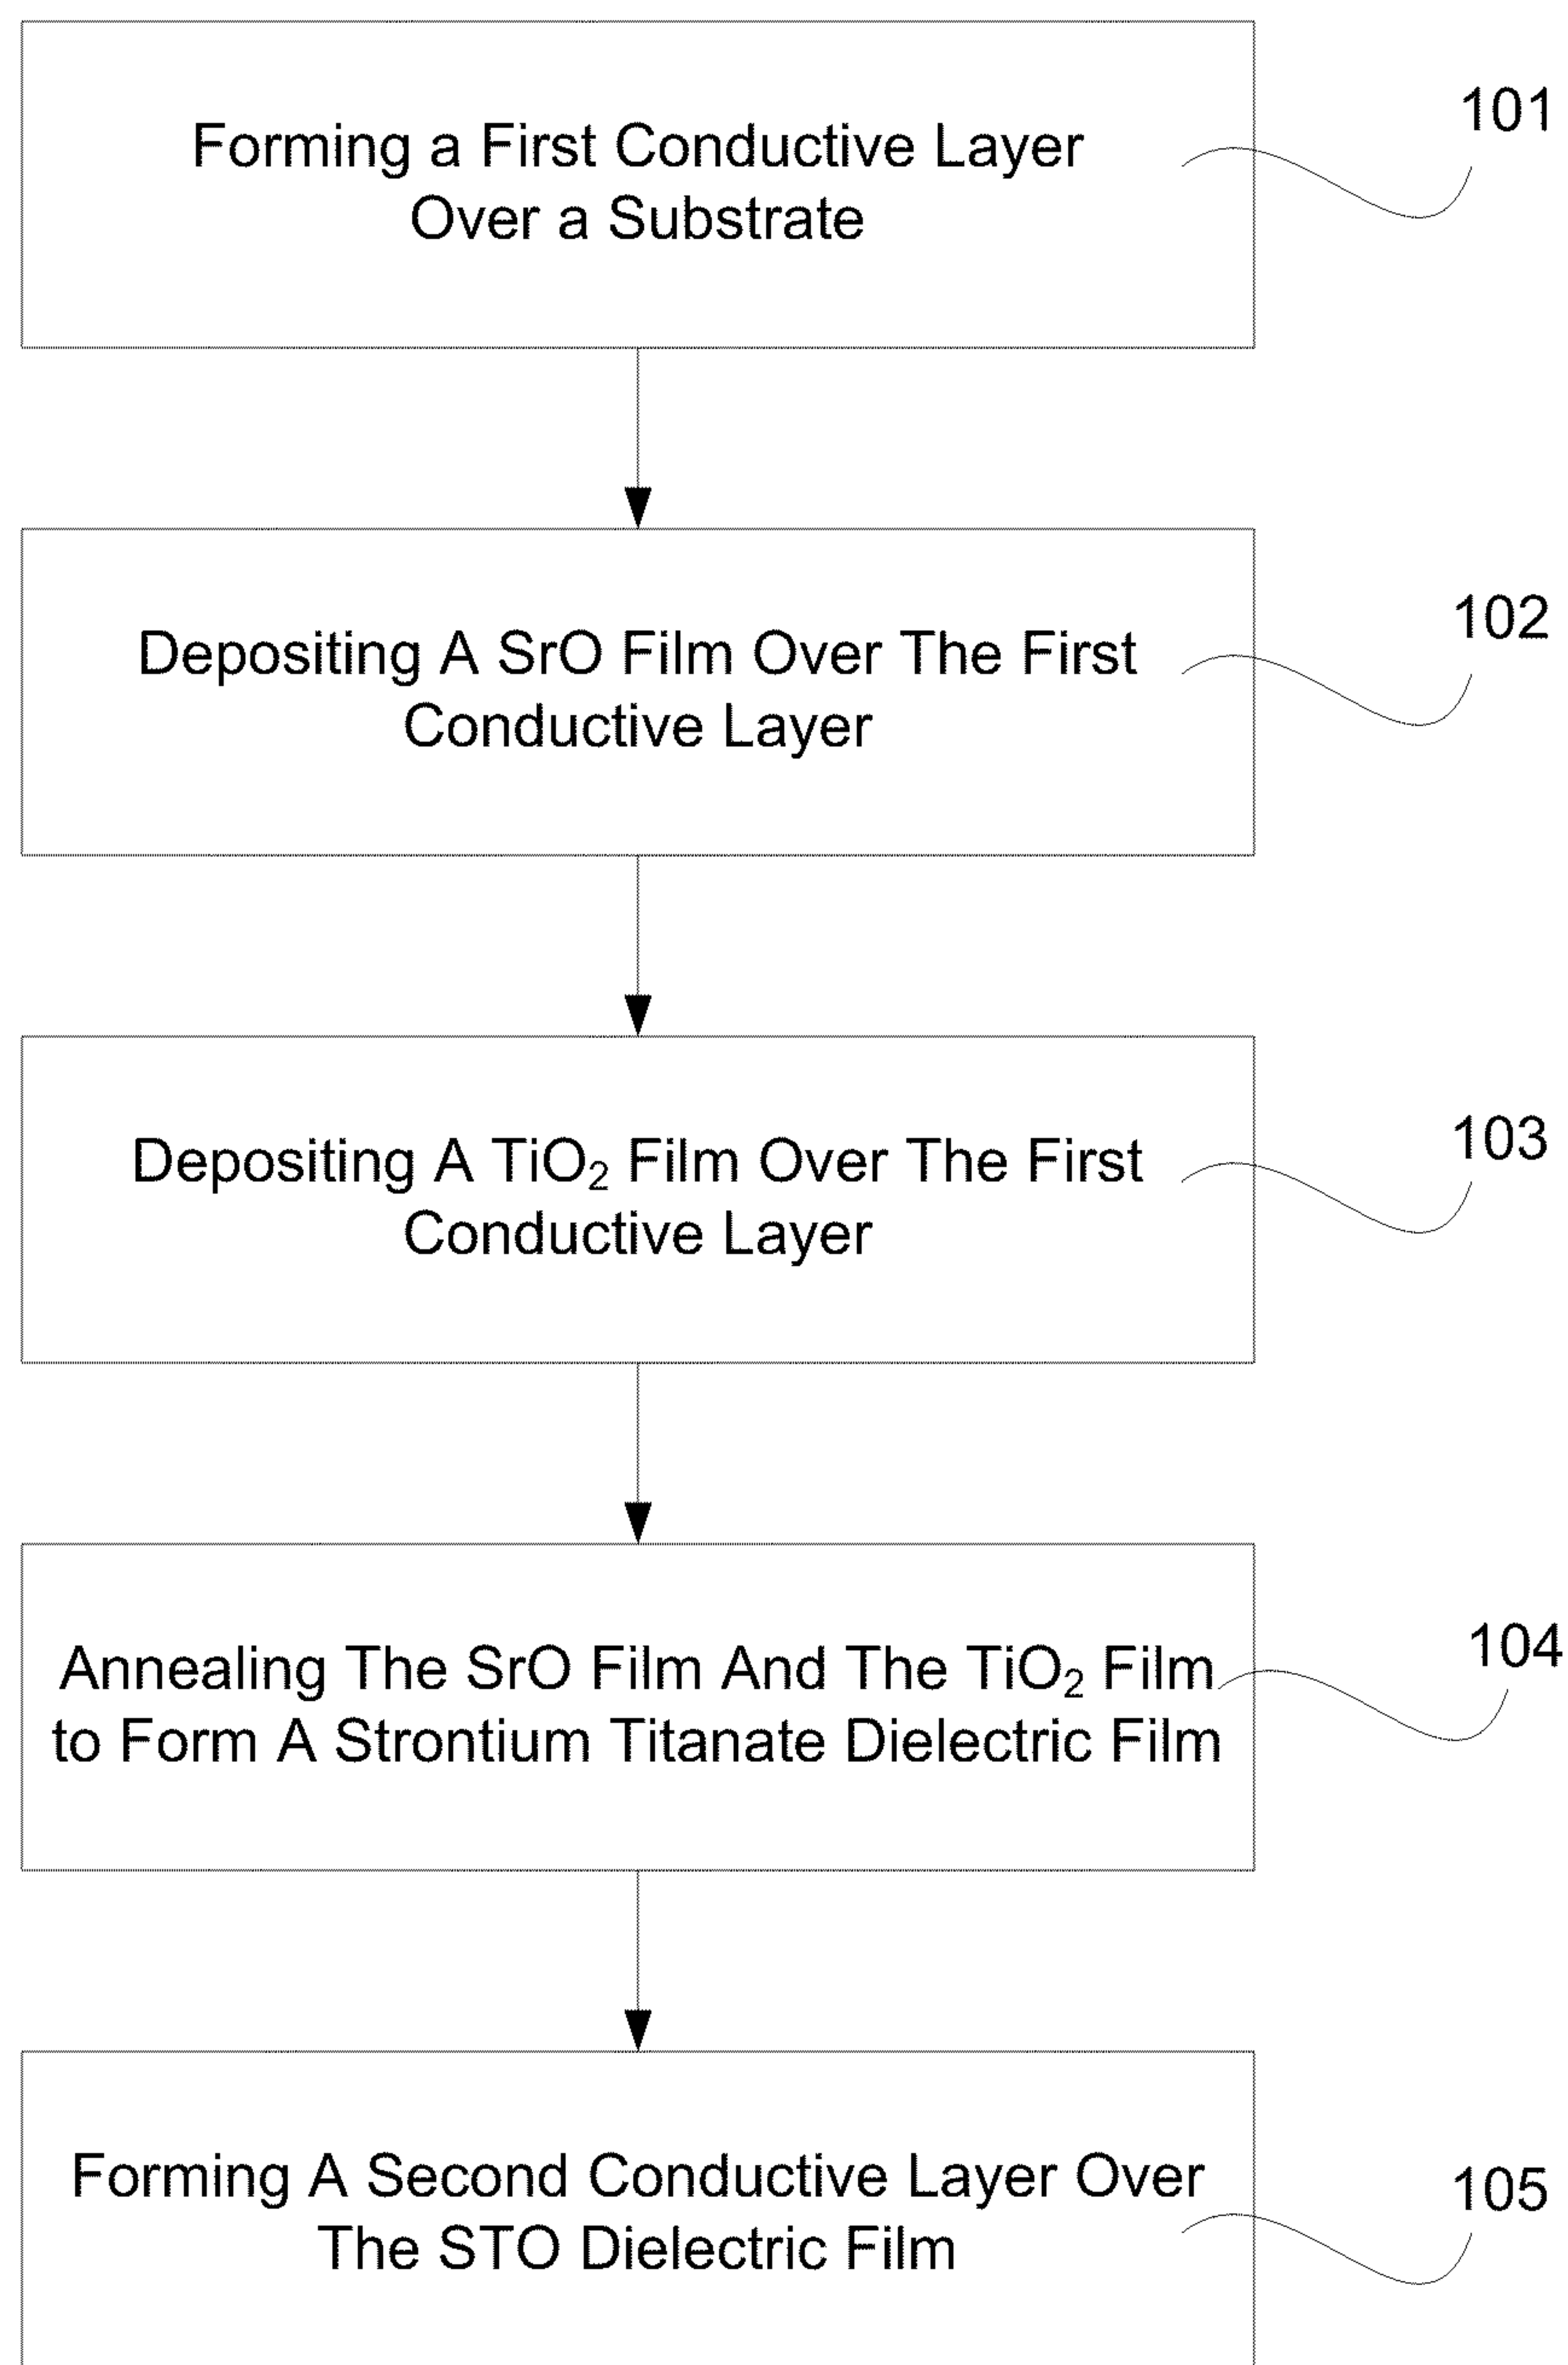 Forming a First Conductive Layer
Over a Substrate
101
Depositing A SrO Film Over The First
Conductive Layer
102
Depositing A TiO₂ Film Over The First
Conductive Layer
103
Annealing The SrO Film And The TiO₂ Film
to Form A Strontium Titanate Dielectric Film
104
Forming A Second Conductive Layer Over
The STO Dielectric Film
105